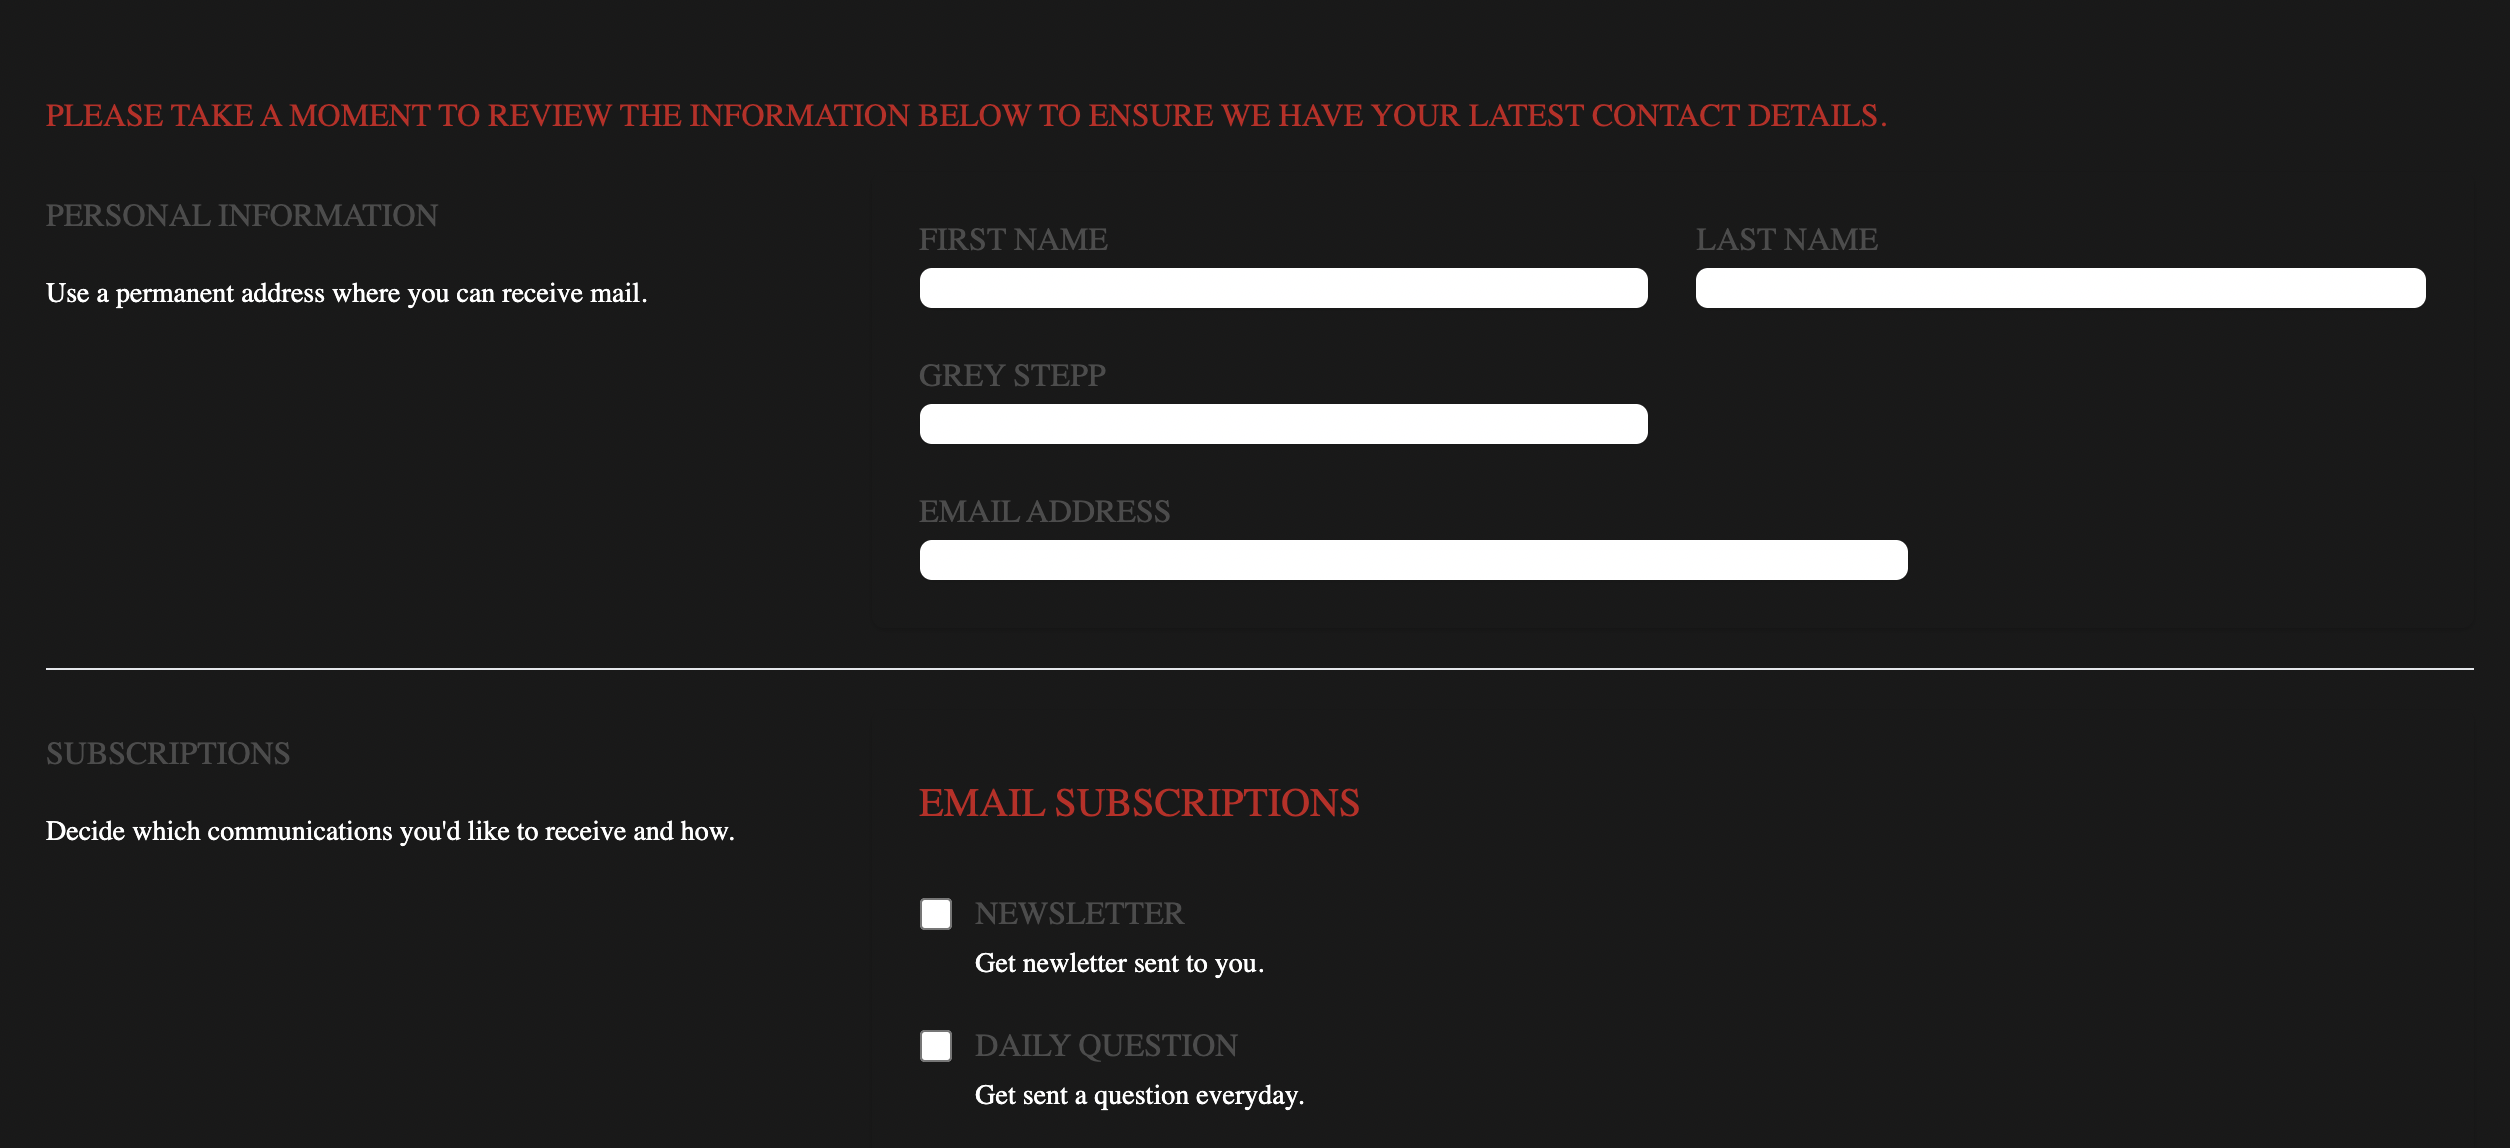 PLEASE TAKE A MOMENT TO REVIEW THE INFORMATION BELOW TO ENSURE WE HAVE YOUR LATEST CONTACT DETAILS.
PERSONAL INFORMATION
Use a permanent address where you can receive mail.
FIRST NAME
LAST NAME
GREY STEPP
EMAIL ADDRESS
SUBSCRIPTIONS
Decide which communications you'd like to receive and how.
EMAIL SUBSCRIPTIONS
NEWSLETTER
Get newletter sent to you.
DAILY QUESTION
Get sent a question everyday.